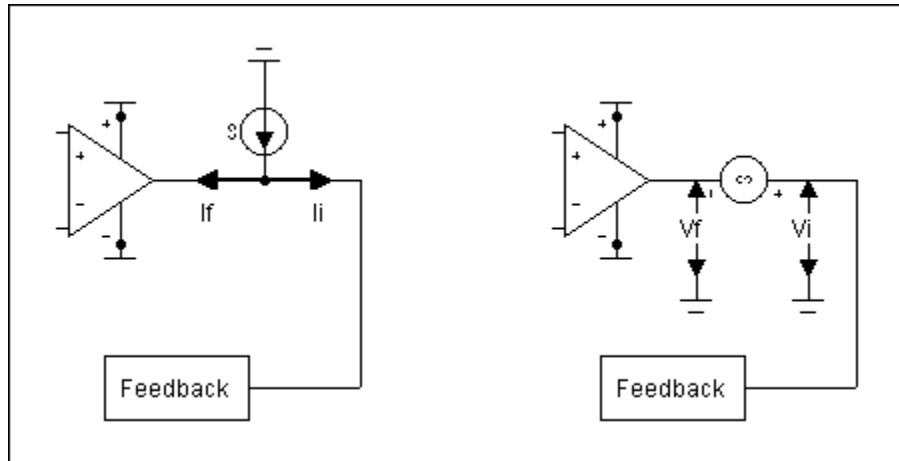 +
S
+
-
If
Ii
-
Feedback
+
+
S
+
+
-
Vf
Vi
-
Feedback